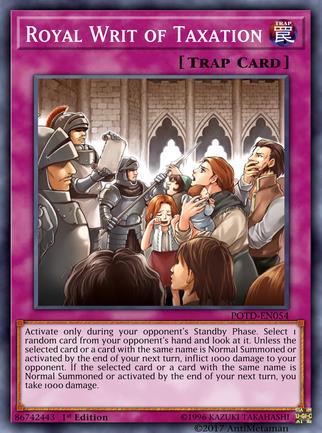 Royal Writ of Taxation
TRAP
罠
[Trap Card]
POTD-EN054
Activate only during your opponent's Standby Phase. Select 1
random card from your opponent's hand and look at it. Unless the
selected card or a card with the same name is Normal Summoned or
activated by the end of your next turn, inflict 1000 damage to your
opponent. If the selected card or a card with the same name is
Normal Summoned or activated by the end of your next turn, you
take 1000 damage.
86742443 1st Edition ©1996 KAZUKI TAKAHASHI
©2017 AntiMetaman